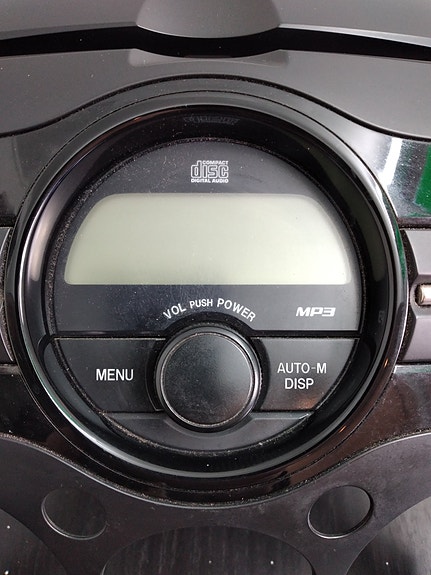 COMPACT
disc
DIGITAL AUDIO
VOL PUSH POWER
MP3
MENU
AUTO-M
DISP